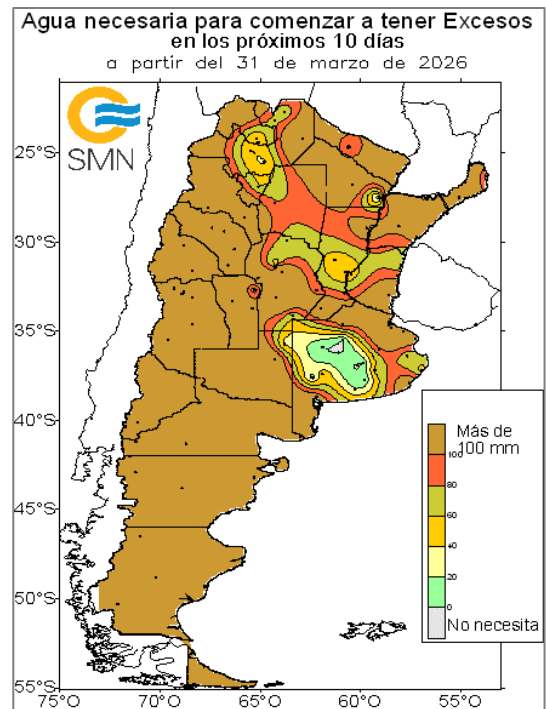 Agua necesaria para comenzar a tener Excesos
en los próximos 10 días
a partir del 31 de marzo de 2026
SMN
25°S
30°S
35°S
40°S
45°S
50°S
55°S
75°O
70°O
65°O
60°O
55°O
Más de
100 mm
100
80
60
40
20
0
No necesita